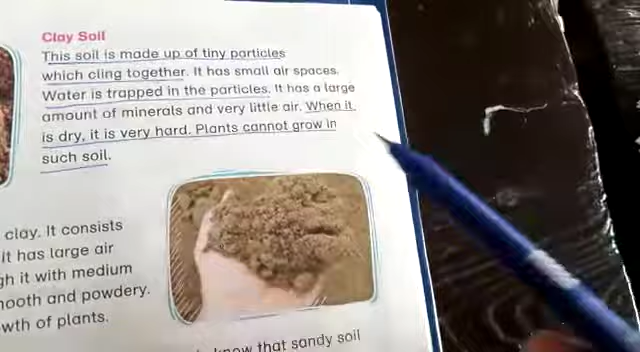 Clay Soil
This soil is made up of tiny particles
which cling together. It has small air spaces.
Water is trapped in the particles. It has a large
amount of minerals and very little air. When it
is dry, it is very hard. Plants cannot grow in
such soil.
clay. It consists
It has large air
gh it with medium
mooth and powdery.
wth of plants.
know that sandy soil